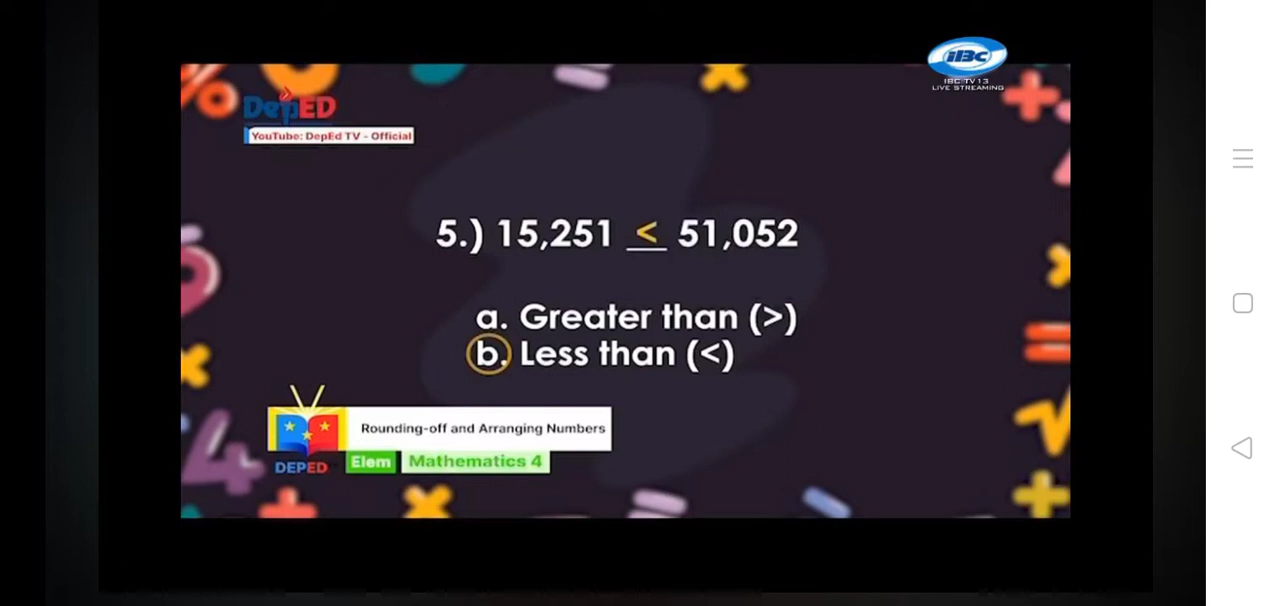 iBC
IBC TV 13
LIVE STREAMING
DepED
YouTube: DepEd TV - Official
5.) 15,251 < 51,052
a. Greater than (>)
b. Less than (<)
Rounding-off and Arranging Numbers
DEPED
Elem Mathematics 4